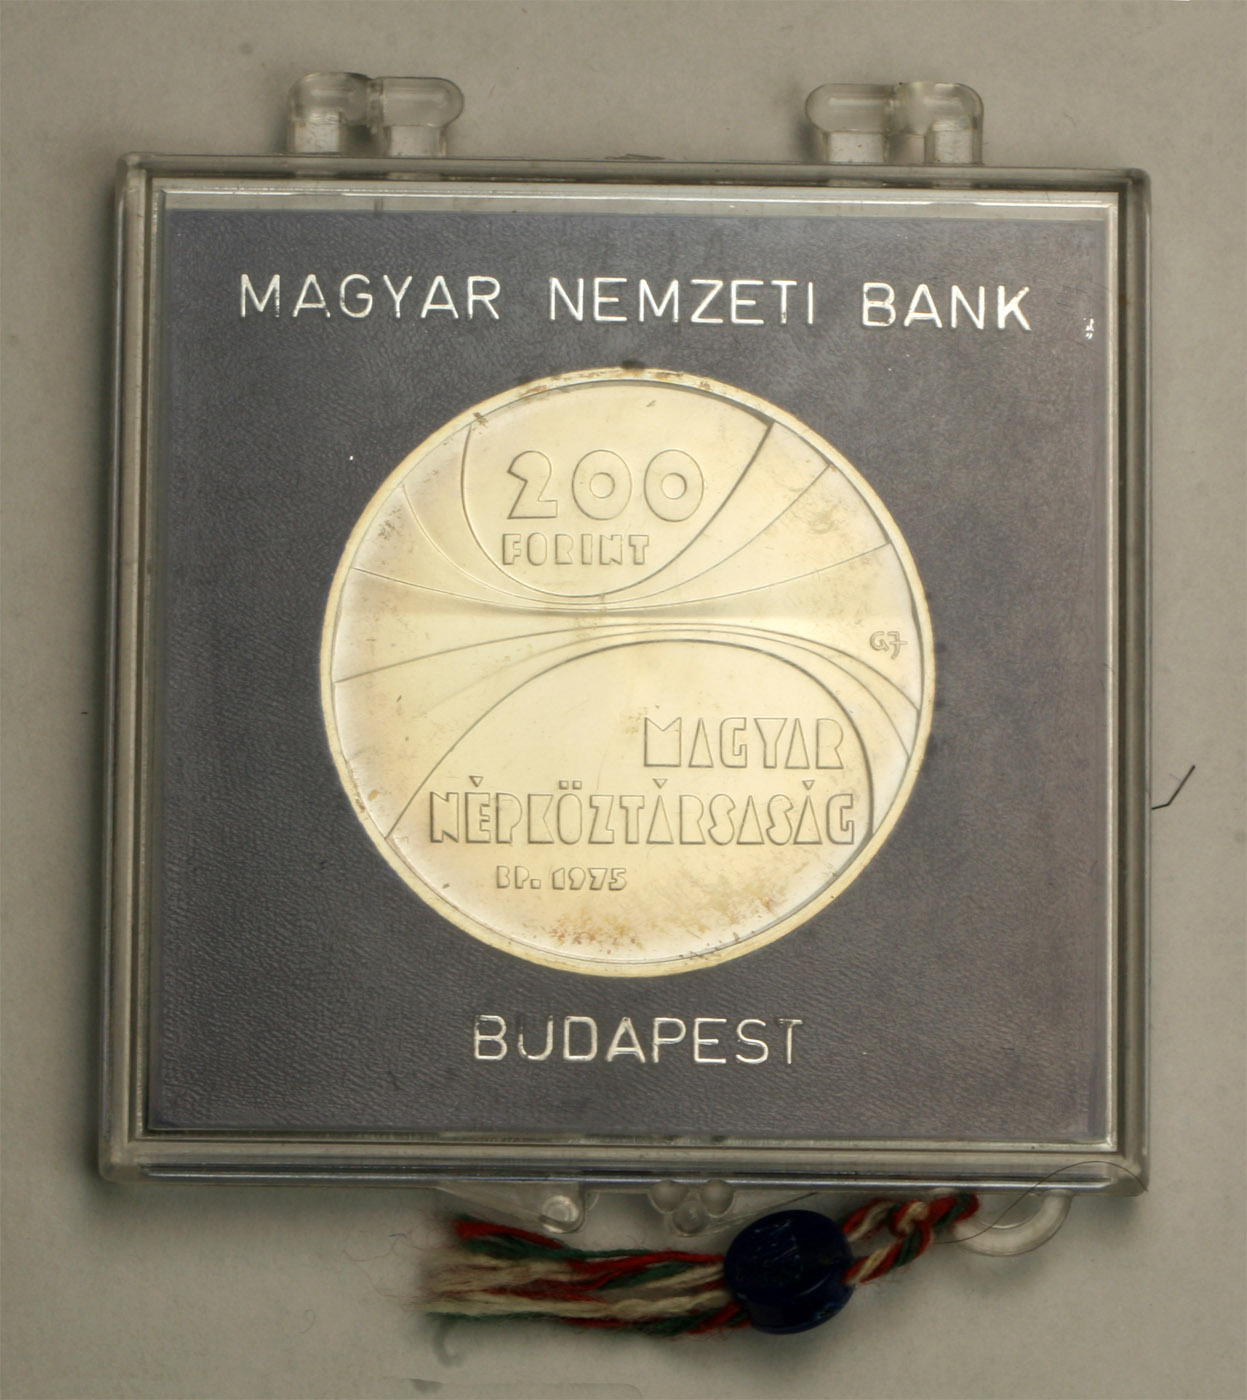 MAGYAR NEMZETI BANK
200
FORINT
GJ
MAGYAR
NÉPKÖZTÁRSASÁG
BP. 1975
BUDAPEST